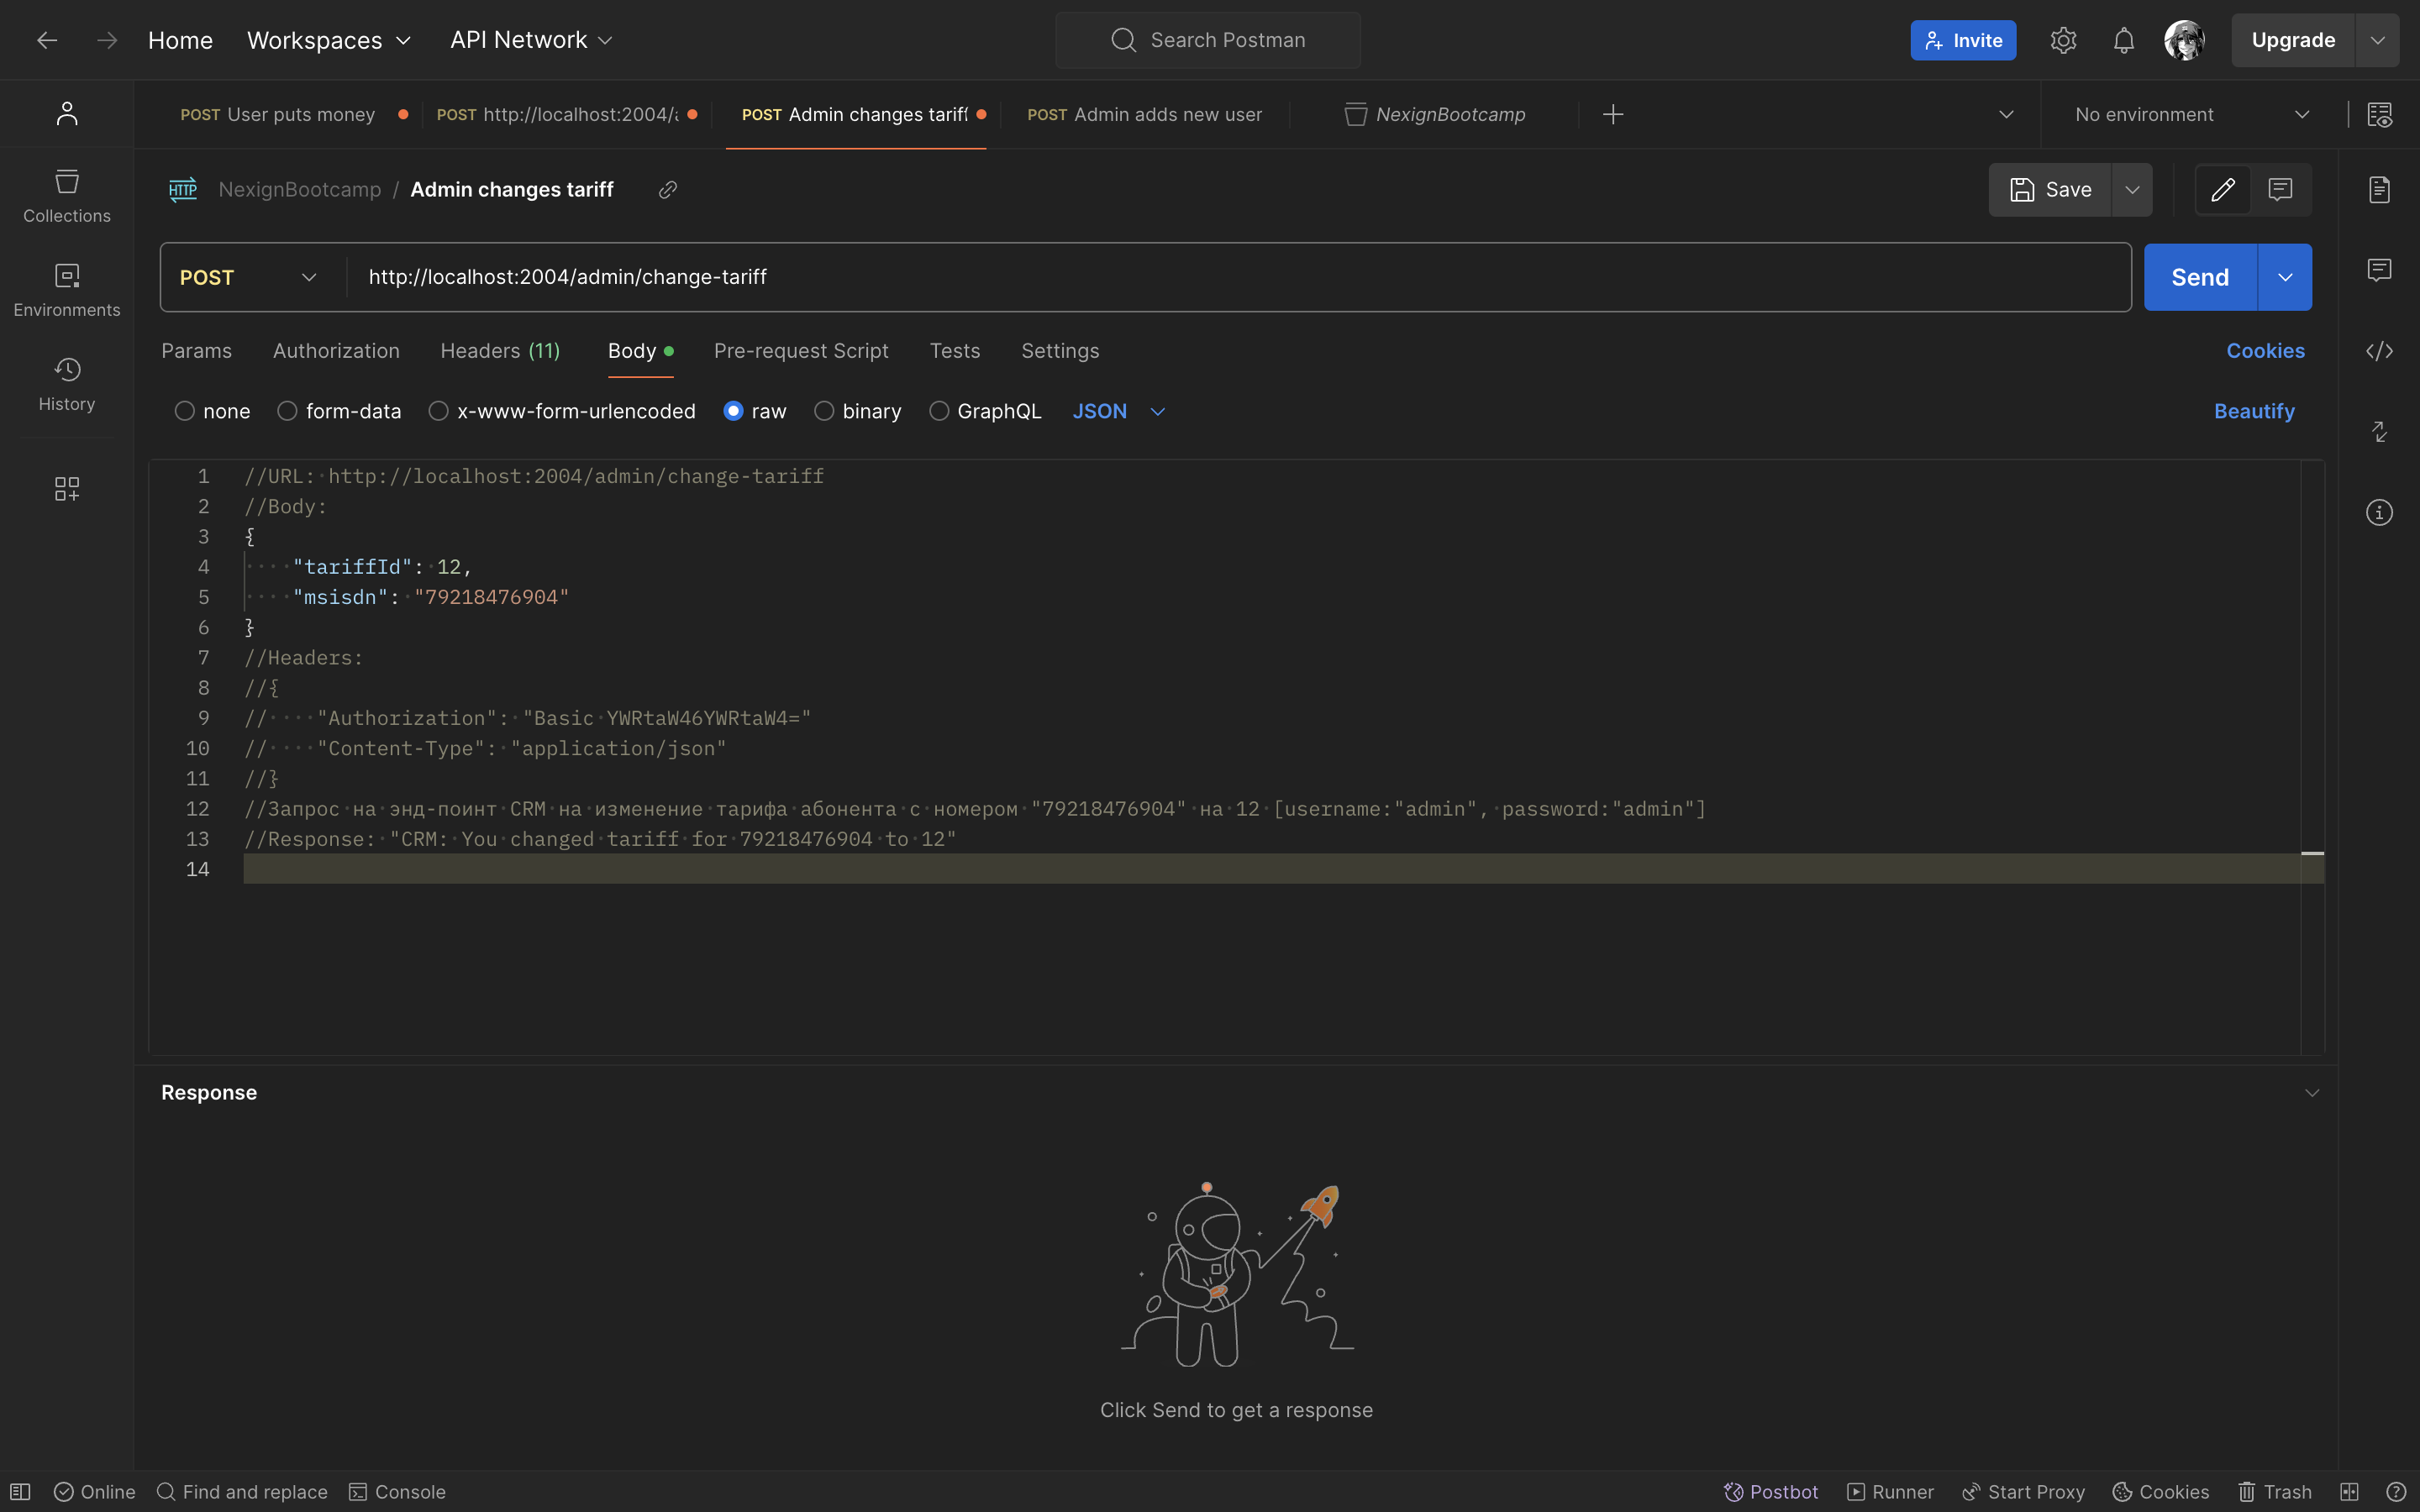 Home Workspaces API Network Search Postman Invite Upgrade
POST User puts money POST http://localhost:2004/a POST Admin changes tariff POST Admin adds new user NexignBootcamp No environment
HTTP NexignBootcamp / Admin changes tariff Save
Collections
Environments
History
POST http://localhost:2004/admin/change-tariff Send
Params Authorization Headers (11) Body Pre-request Script Tests Settings Cookies
none form-data x-www-form-urlencoded raw binary GraphQL JSON Beautify
1 //URL: http://localhost:2004/admin/change-tariff
2 //Body:
3 {
4     "tariffId": 12,
5     "msisdn": "79218476904"
6 }
7 //Headers:
8 //{
9 //    "Authorization": "Basic YWRtaW46YWRtaW4="
10 //    "Content-Type": "application/json"
11 //}
12 //Запрос на энд-поинт CRM на изменение тарифа абонента с номером "79218476904" на 12 [username:"admin", password:"admin"]
13 //Response: "CRM: You changed tariff for 79218476904 to 12"
14
Response
Click Send to get a response
Online Find and replace Console Postbot Runner Start Proxy Cookies Trash